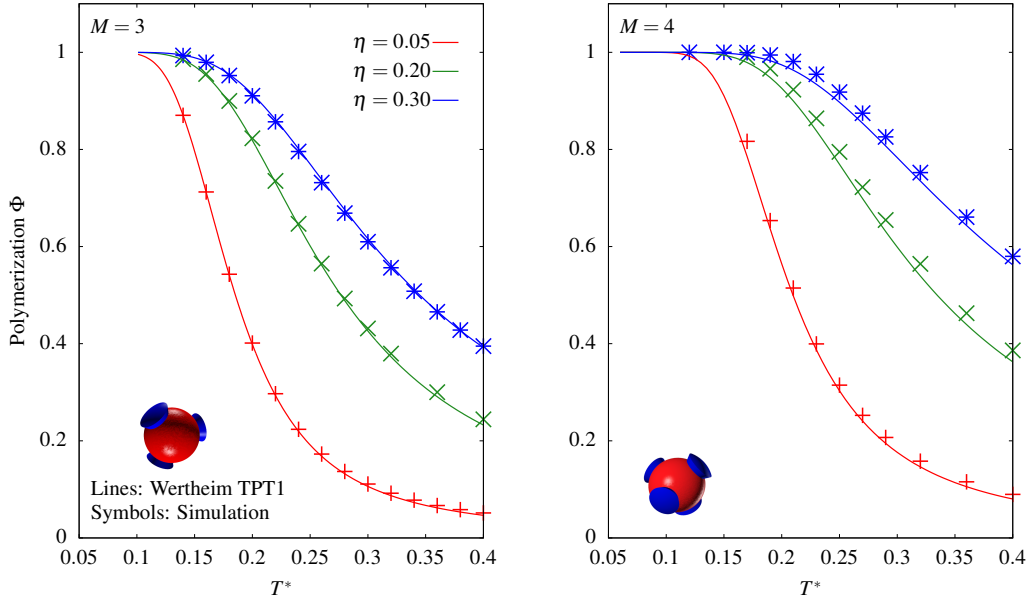 M = 3
η = 0.05
η = 0.20
η = 0.30
Polymerization Φ
1
0.8
0.6
0.4
0.2
0
Lines: Wertheim TPT1
Symbols: Simulation
0.05 0.1 0.15 0.2 0.25 0.3 0.35 0.4
T*
M = 4
1
0.8
0.6
0.4
0.2
0
0.05 0.1 0.15 0.2 0.25 0.3 0.35 0.4
T*